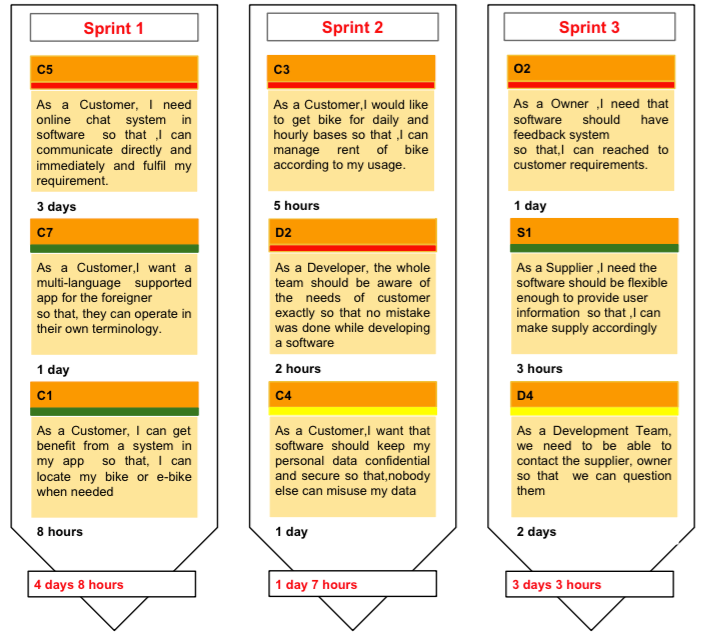 Sprint 1
C5
As a Customer, I need
online chat system in
software so that ,I can
communicate directly and
immediately and fulfil my
requirement.
3 days
C7
As a Customer,I want a
multi-language supported
app for the foreigner
so that, they can operate in
their own terminology.
1 day
C1
As a Customer, I can get
benefit from a system in
my app so that, I can
locate my bike or e-bike
when needed
8 hours
4 days 8 hours
Sprint 2
C3
As a Customer,I would like
to get bike for daily and
hourly bases so that ,I can
manage rent of bike
according to my usage.
5 hours
D2
As a Developer, the whole
team should be aware of
the needs of customer
exactly so that no mistake
was done while developing
a software
2 hours
C4
As a Customer,I want that
software should keep my
personal data confidential
and secure so that,nobody
else can misuse my data
1 day
1 day 7 hours
Sprint 3
O2
As a Owner ,I need that
software should have
feedback system
so that,I can reached to
customer requirements.
1 day
S1
As a Supplier ,I need the
software should be flexible
enough to provide user
information so that ,I can
make supply accordingly
3 hours
D4
As a Development Team,
we need to be able to
contact the supplier, owner
so that we can question
them
2 days
3 days 3 hours